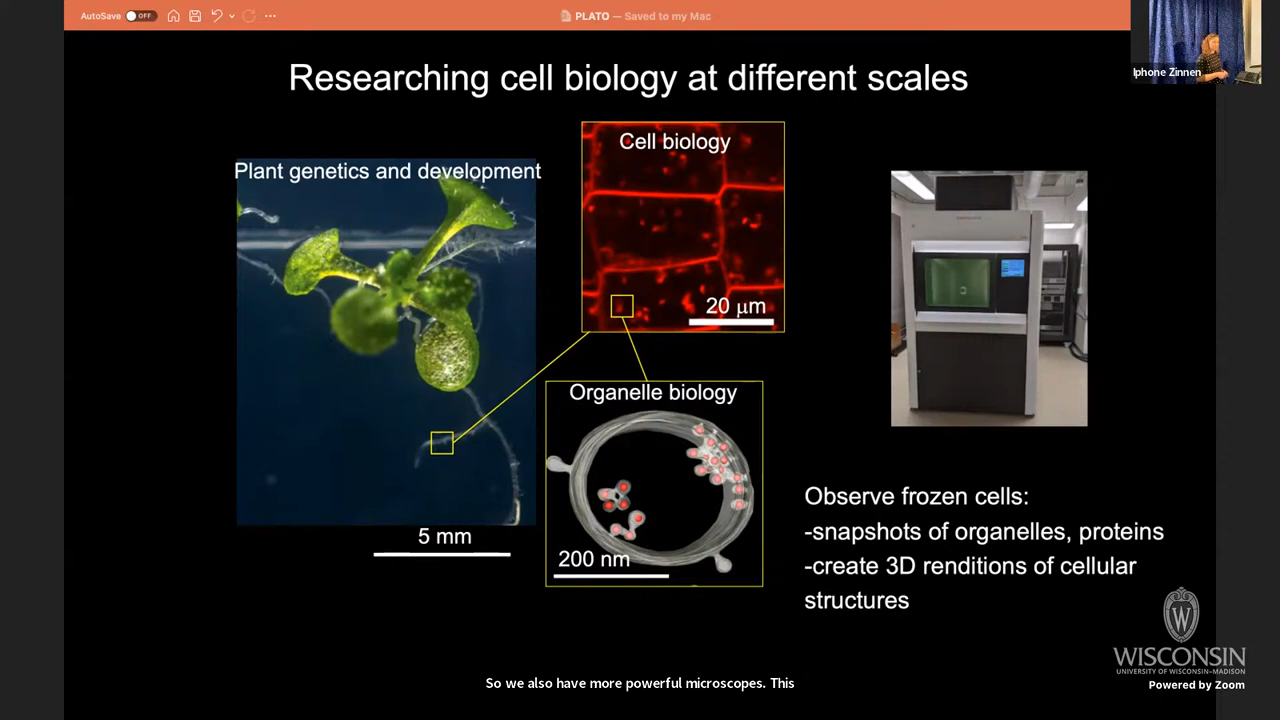 AutoSave OFF
PLATO — Saved to my Mac
Iphone Zinnen
Researching cell biology at different scales
Plant genetics and development
Cell biology
20 μm
Organelle biology
200 nm
5 mm
Observe frozen cells:
-snapshots of organelles, proteins
-create 3D renditions of cellular
structures
W
WISCONSIN
UNIVERSITY OF WISCONSIN–MADISON
Powered by Zoom
So we also have more powerful microscopes. This